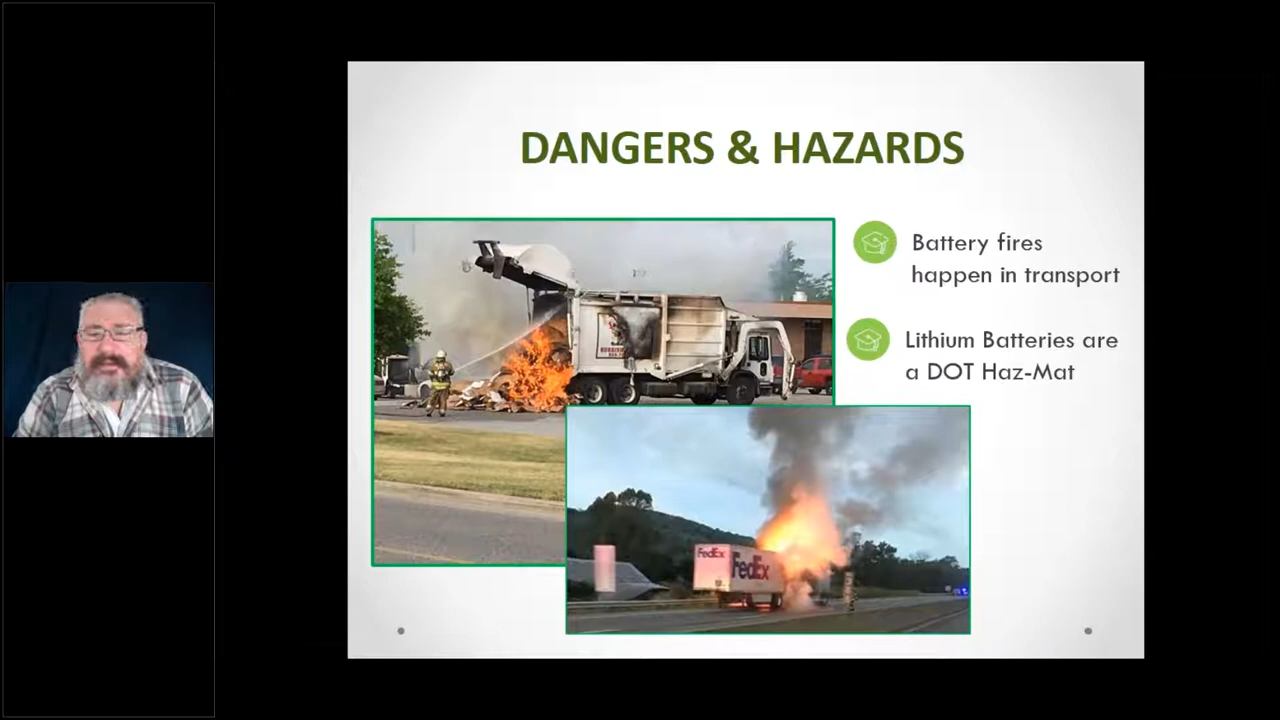 DANGERS & HAZARDS
Battery fires
happen in transport
Lithium Batteries are
a DOT Haz-Mat
FedEx
FedEx